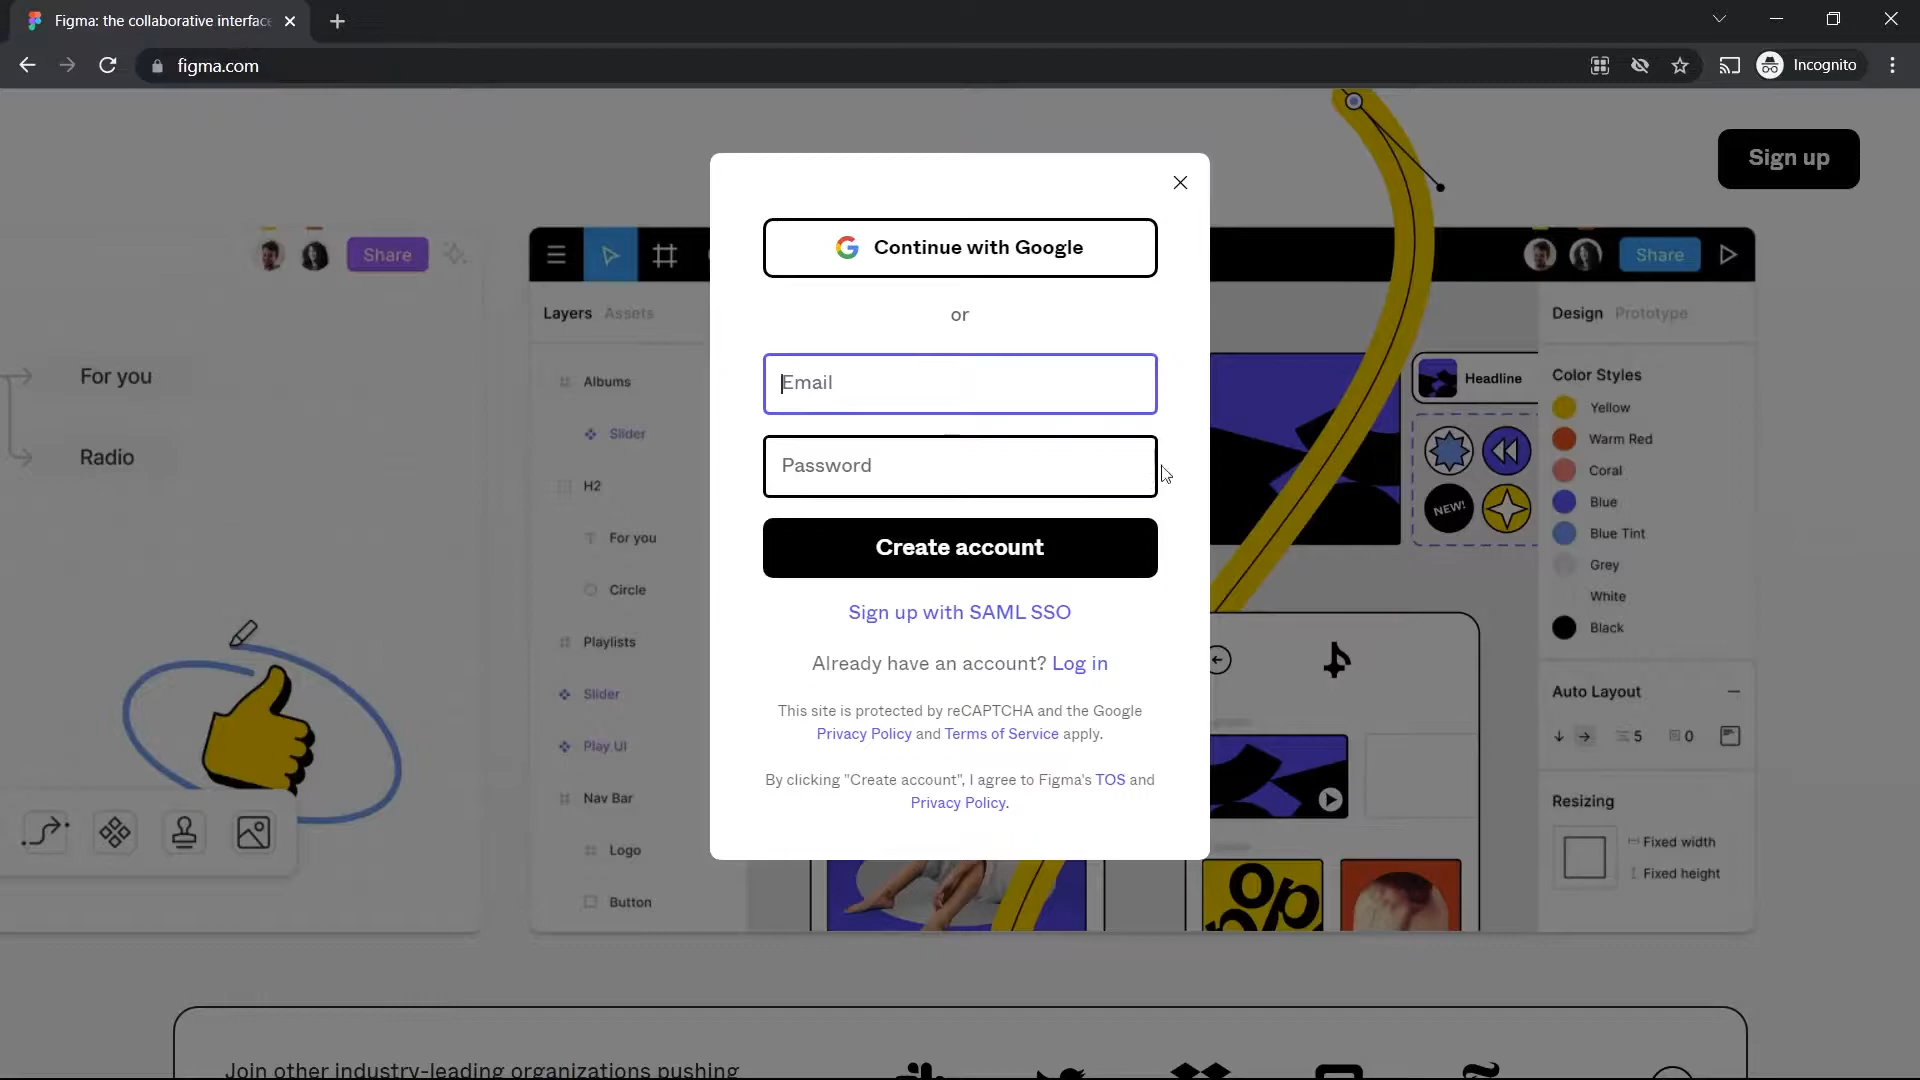 Figma: the collaborative interface
figma.com
Incognito
Sign up
Share
Share
Layers Assets
Design Prototype
Continue with Google
or
Email
Password
Create account
Sign up with SAML SSO
Already have an account? Log in
This site is protected by reCAPTCHA and the Google
Privacy Policy and Terms of Service apply.
By clicking "Create account", I agree to Figma's TOS and
Privacy Policy.
For you
Radio
Albums
Slider
H2
For you
Circle
Playlists
Slider
Play UI
Nav Bar
Logo
Button
Headline
NEW!
Color Styles
Yellow
Warm Red
Coral
Blue
Blue Tint
Grey
White
Black
Auto Layout
5
0
Resizing
Fixed width
Fixed height
Join other industry-leading organizations pushing